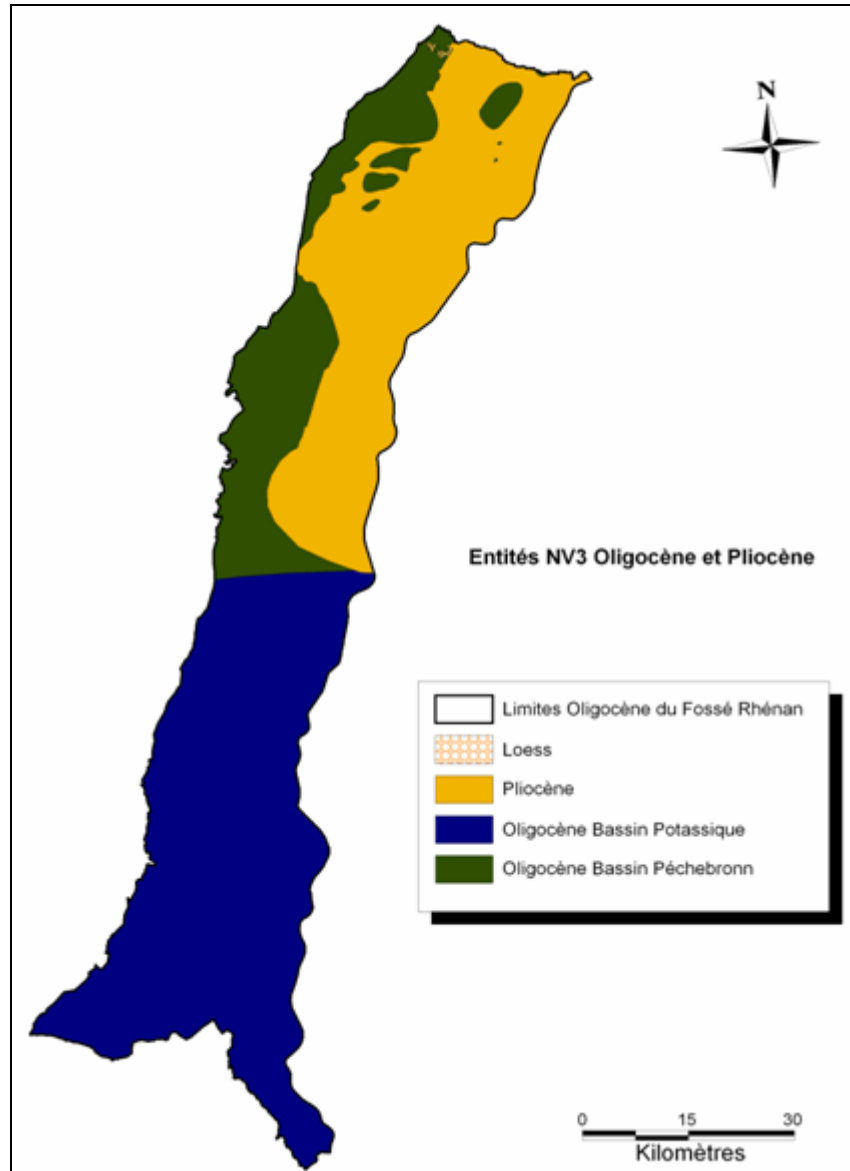 N
Entités NV3 Oligocène et Pliocène
Limites Oligocène du Fossé Rhénan
Loess
Pliocène
Oligocène Bassin Potassique
Oligocène Bassin Péchebronn
0 15 30
Kilomètres